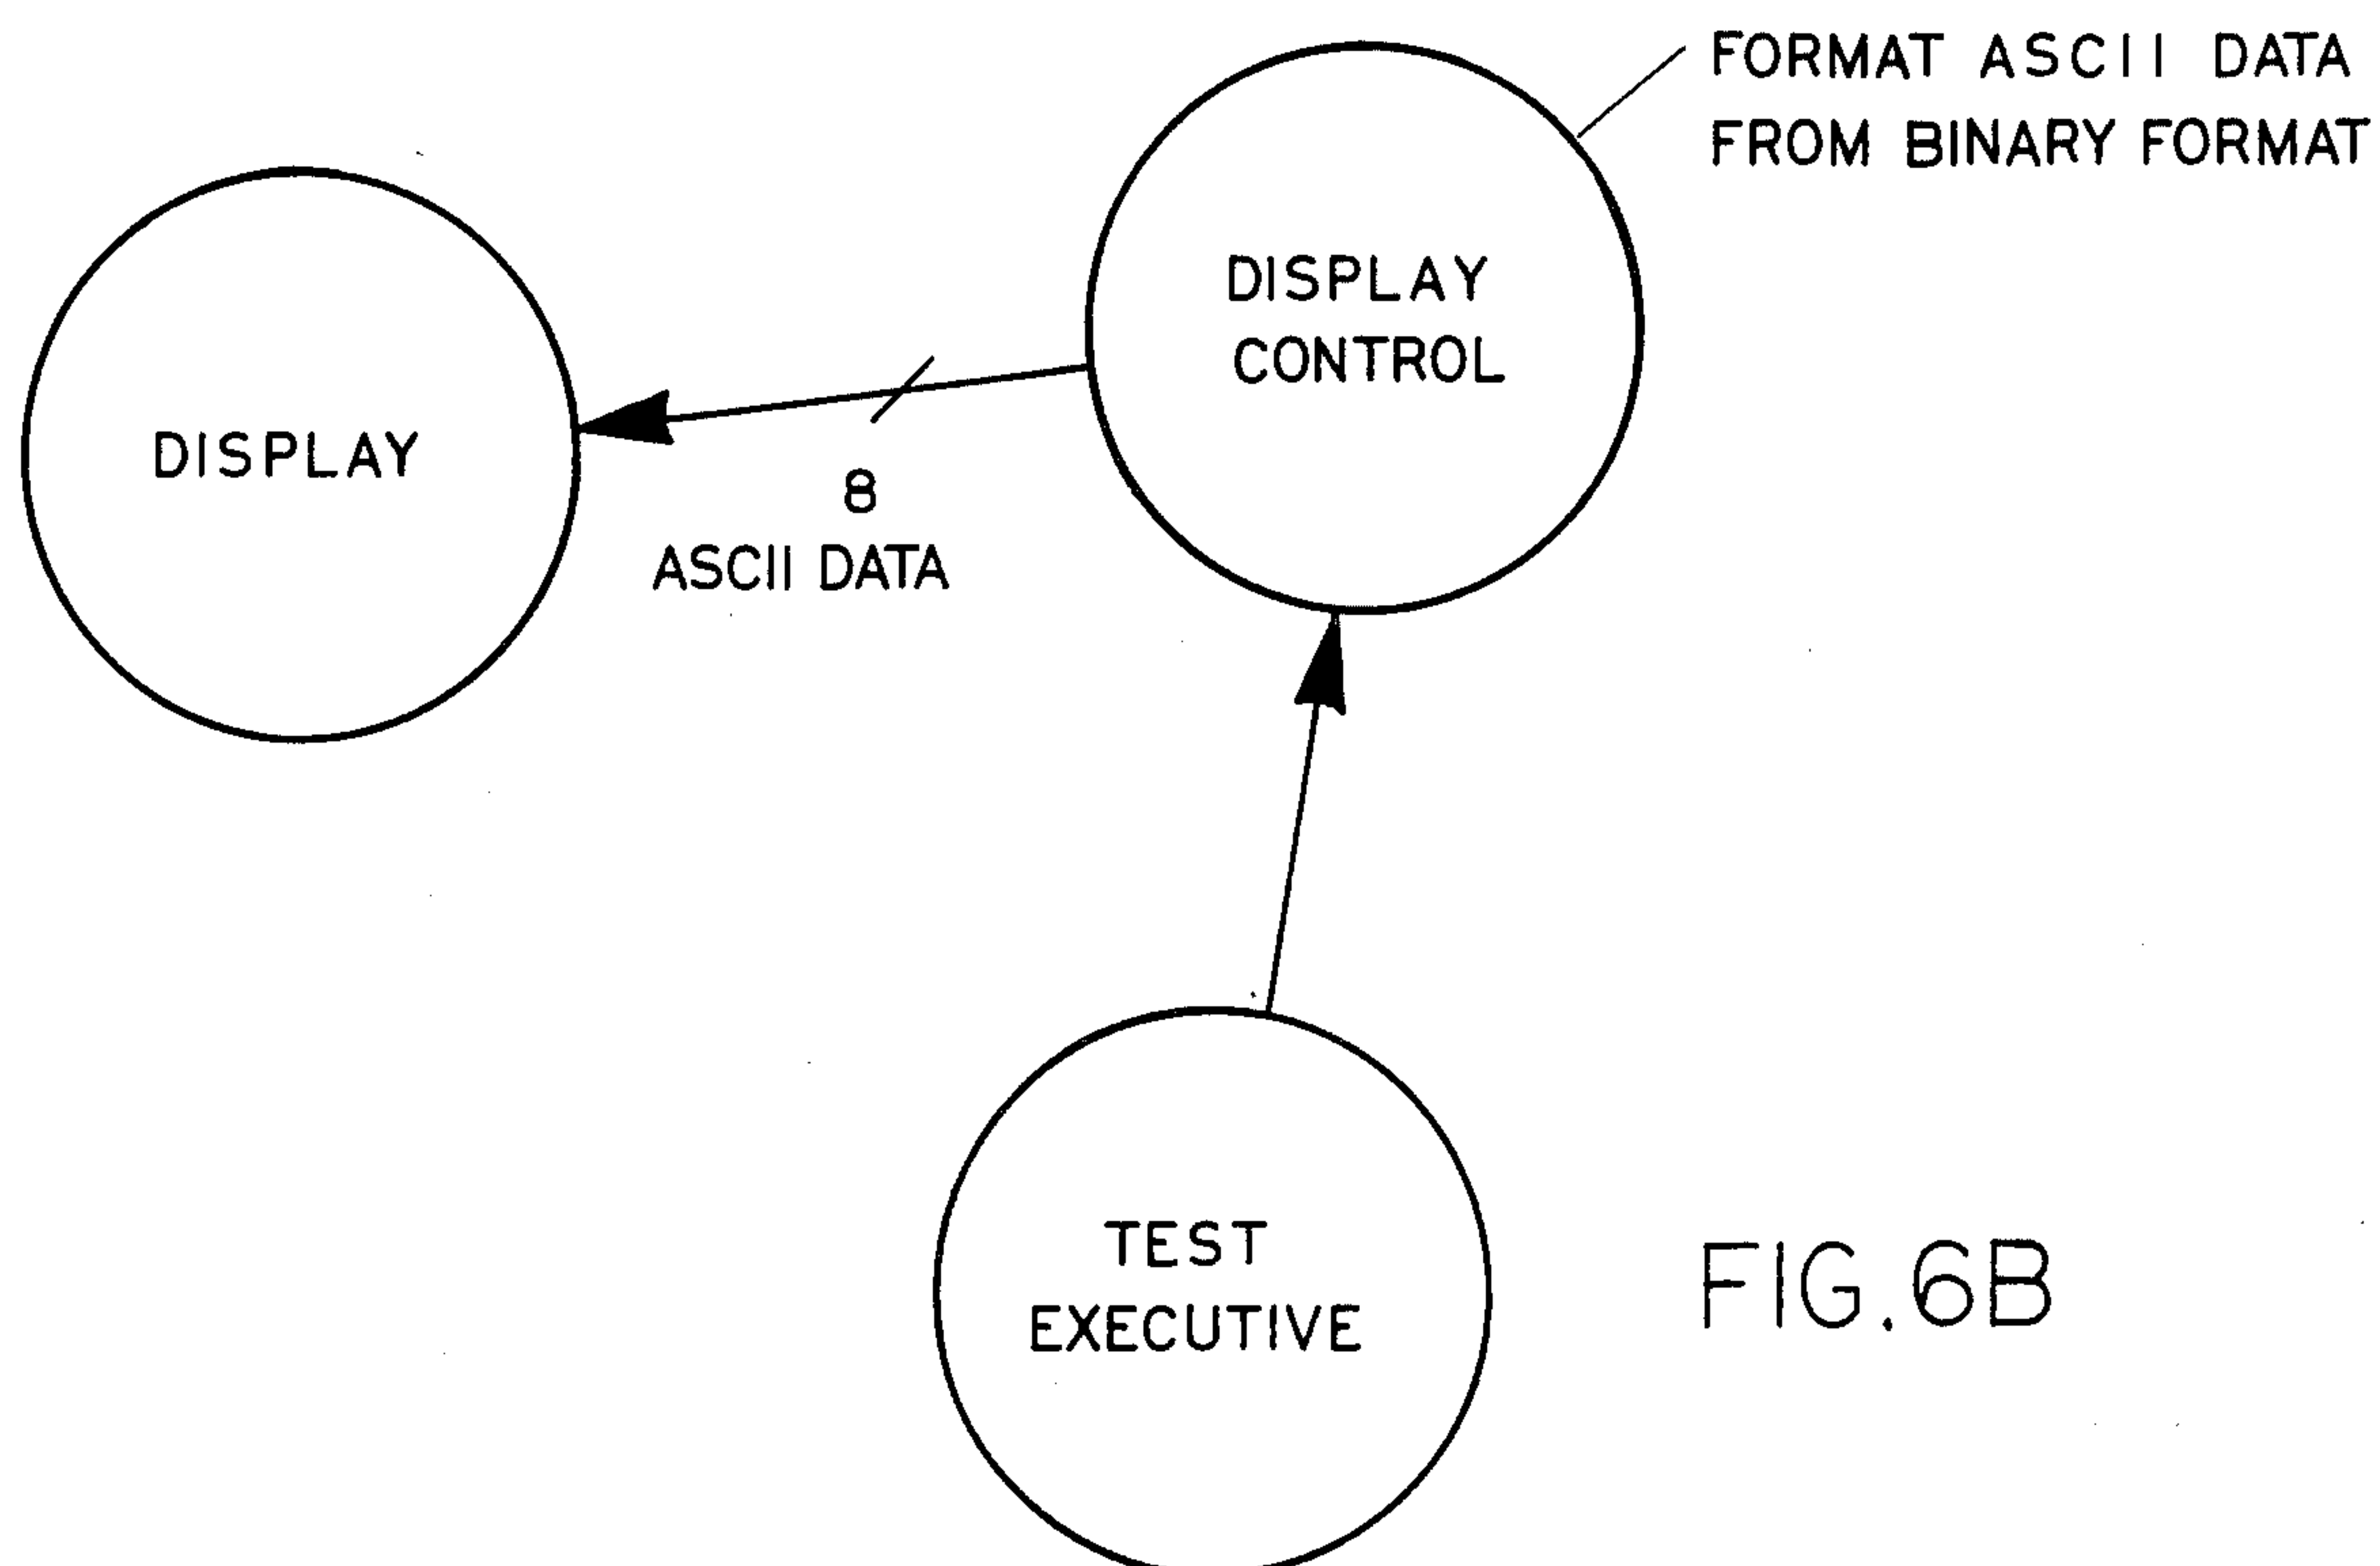 FORMAT ASCII DATA
FROM BINARY FORMAT
DISPLAY
CONTROL
DISPLAY
8
ASCII DATA
TEST
EXECUTIVE
FIG.6B